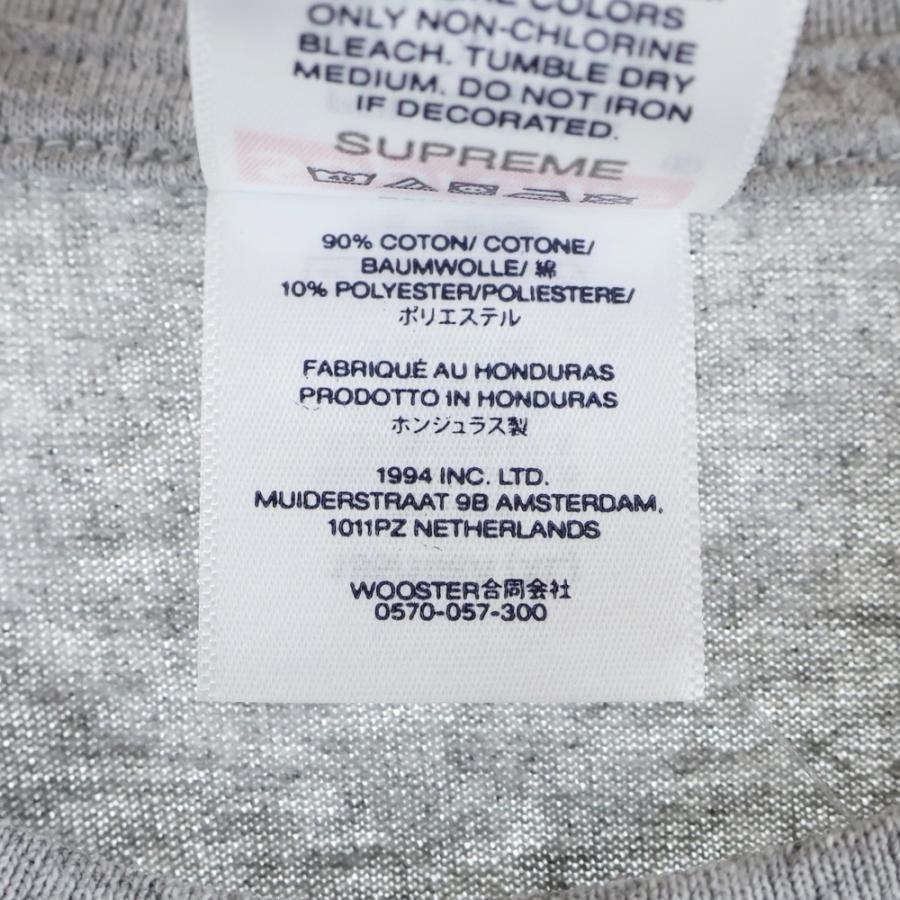 COLORS
ONLY NON-CHLORINE
BLEACH. TUMBLE DRY
MEDIUM. DO NOT IRON
IF DECORATED.
SUPREME
40
90% COTON/ COTONE/
BAUMWOLLE/ 綿
10% POLYESTER/POLIESTERE/
ポリエステル
FABRIQUÉ AU HONDURAS
PRODOTTO IN HONDURAS
ホンジュラス製
1994 INC. LTD.
MUIDERSTRAAT 9B AMSTERDAM,
1011PZ NETHERLANDS
WOOSTER合同会社
0570-057-300